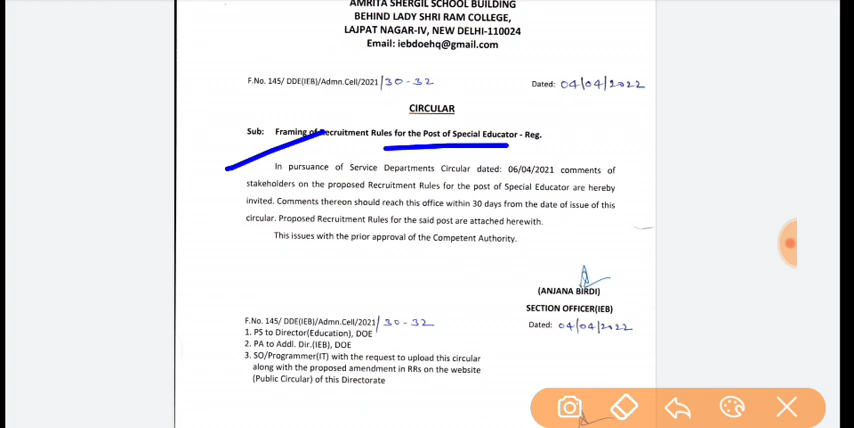 AMRITA SHERGIL SCHOOL BUILDING
BEHIND LADY SHRI RAM COLLEGE,
LAJPAT NAGAR-IV, NEW DELHI-110024
Email: iebdoehq@gmail.com
F.No. 145/ DDE(IEB)/Admn.Cell/2021/30-32 Dated: 04/04/2022
CIRCULAR
Sub: Framing of Recruitment Rules for the Post of Special Educator - Reg.
In pursuance of Service Departments Circular dated: 06/04/2021 comments of
stakeholders on the proposed Recruitment Rules for the post of Special Educator are hereby
invited. Comments thereon should reach this office within 30 days from the date of issue of this
circular. Proposed Recruitment Rules for the said post are attached herewith.
This issues with the prior approval of the Competent Authority.
(ANJANA BIRDI)
SECTION OFFICER(IEB)
F.No. 145/ DDE(IEB)/Admn.Cell/2021/30-32 Dated: 04/04/2022
1. PS to Director(Education), DOE
2. PA to Addl. Dir.(IEB), DOE
3. SO/Programmer(IT) with the request to upload this circular
along with the proposed amendment in RRs on the website
(Public Circular) of this Directorate